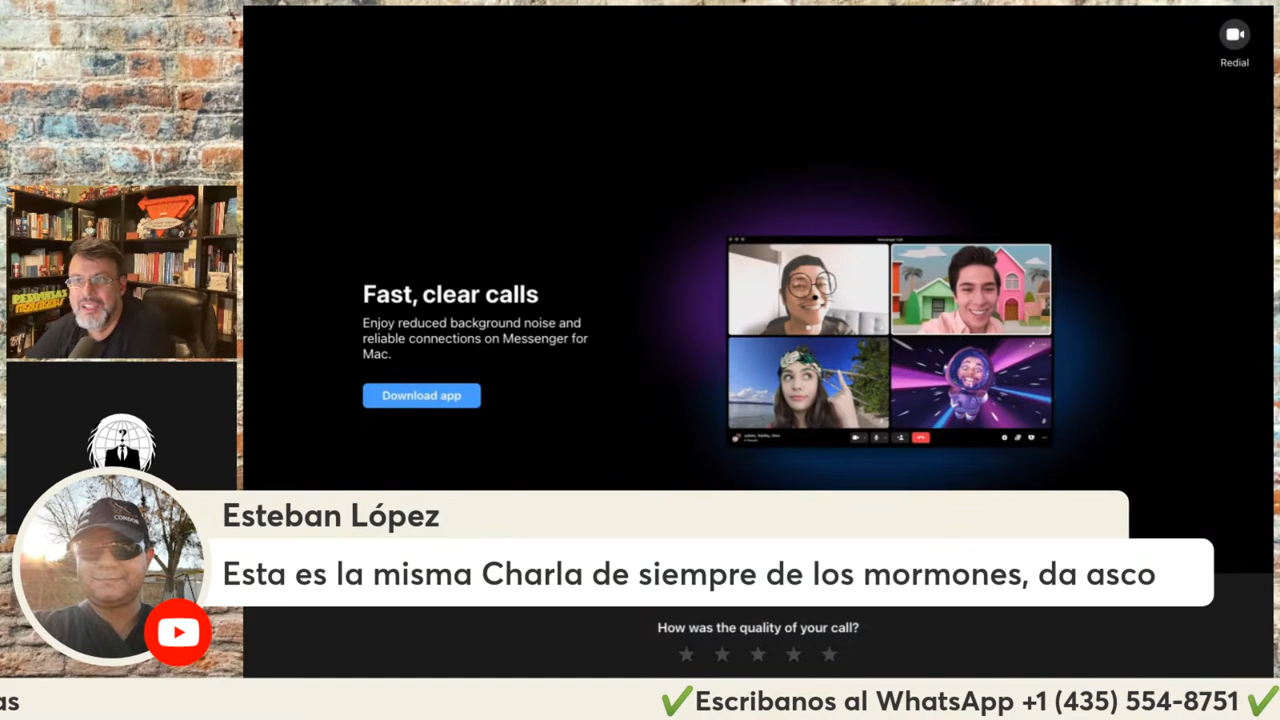 Redial
PESQUISAS
MORMONAS
Fast, clear calls
Enjoy reduced background noise and
reliable connections on Messenger for
Mac.
Download app
Esteban López
Esta es la misma Charla de siempre de los mormones, da asco
How was the quality of your call?
as
✔Escribanos al WhatsApp +1 (435) 554-8751 ✔